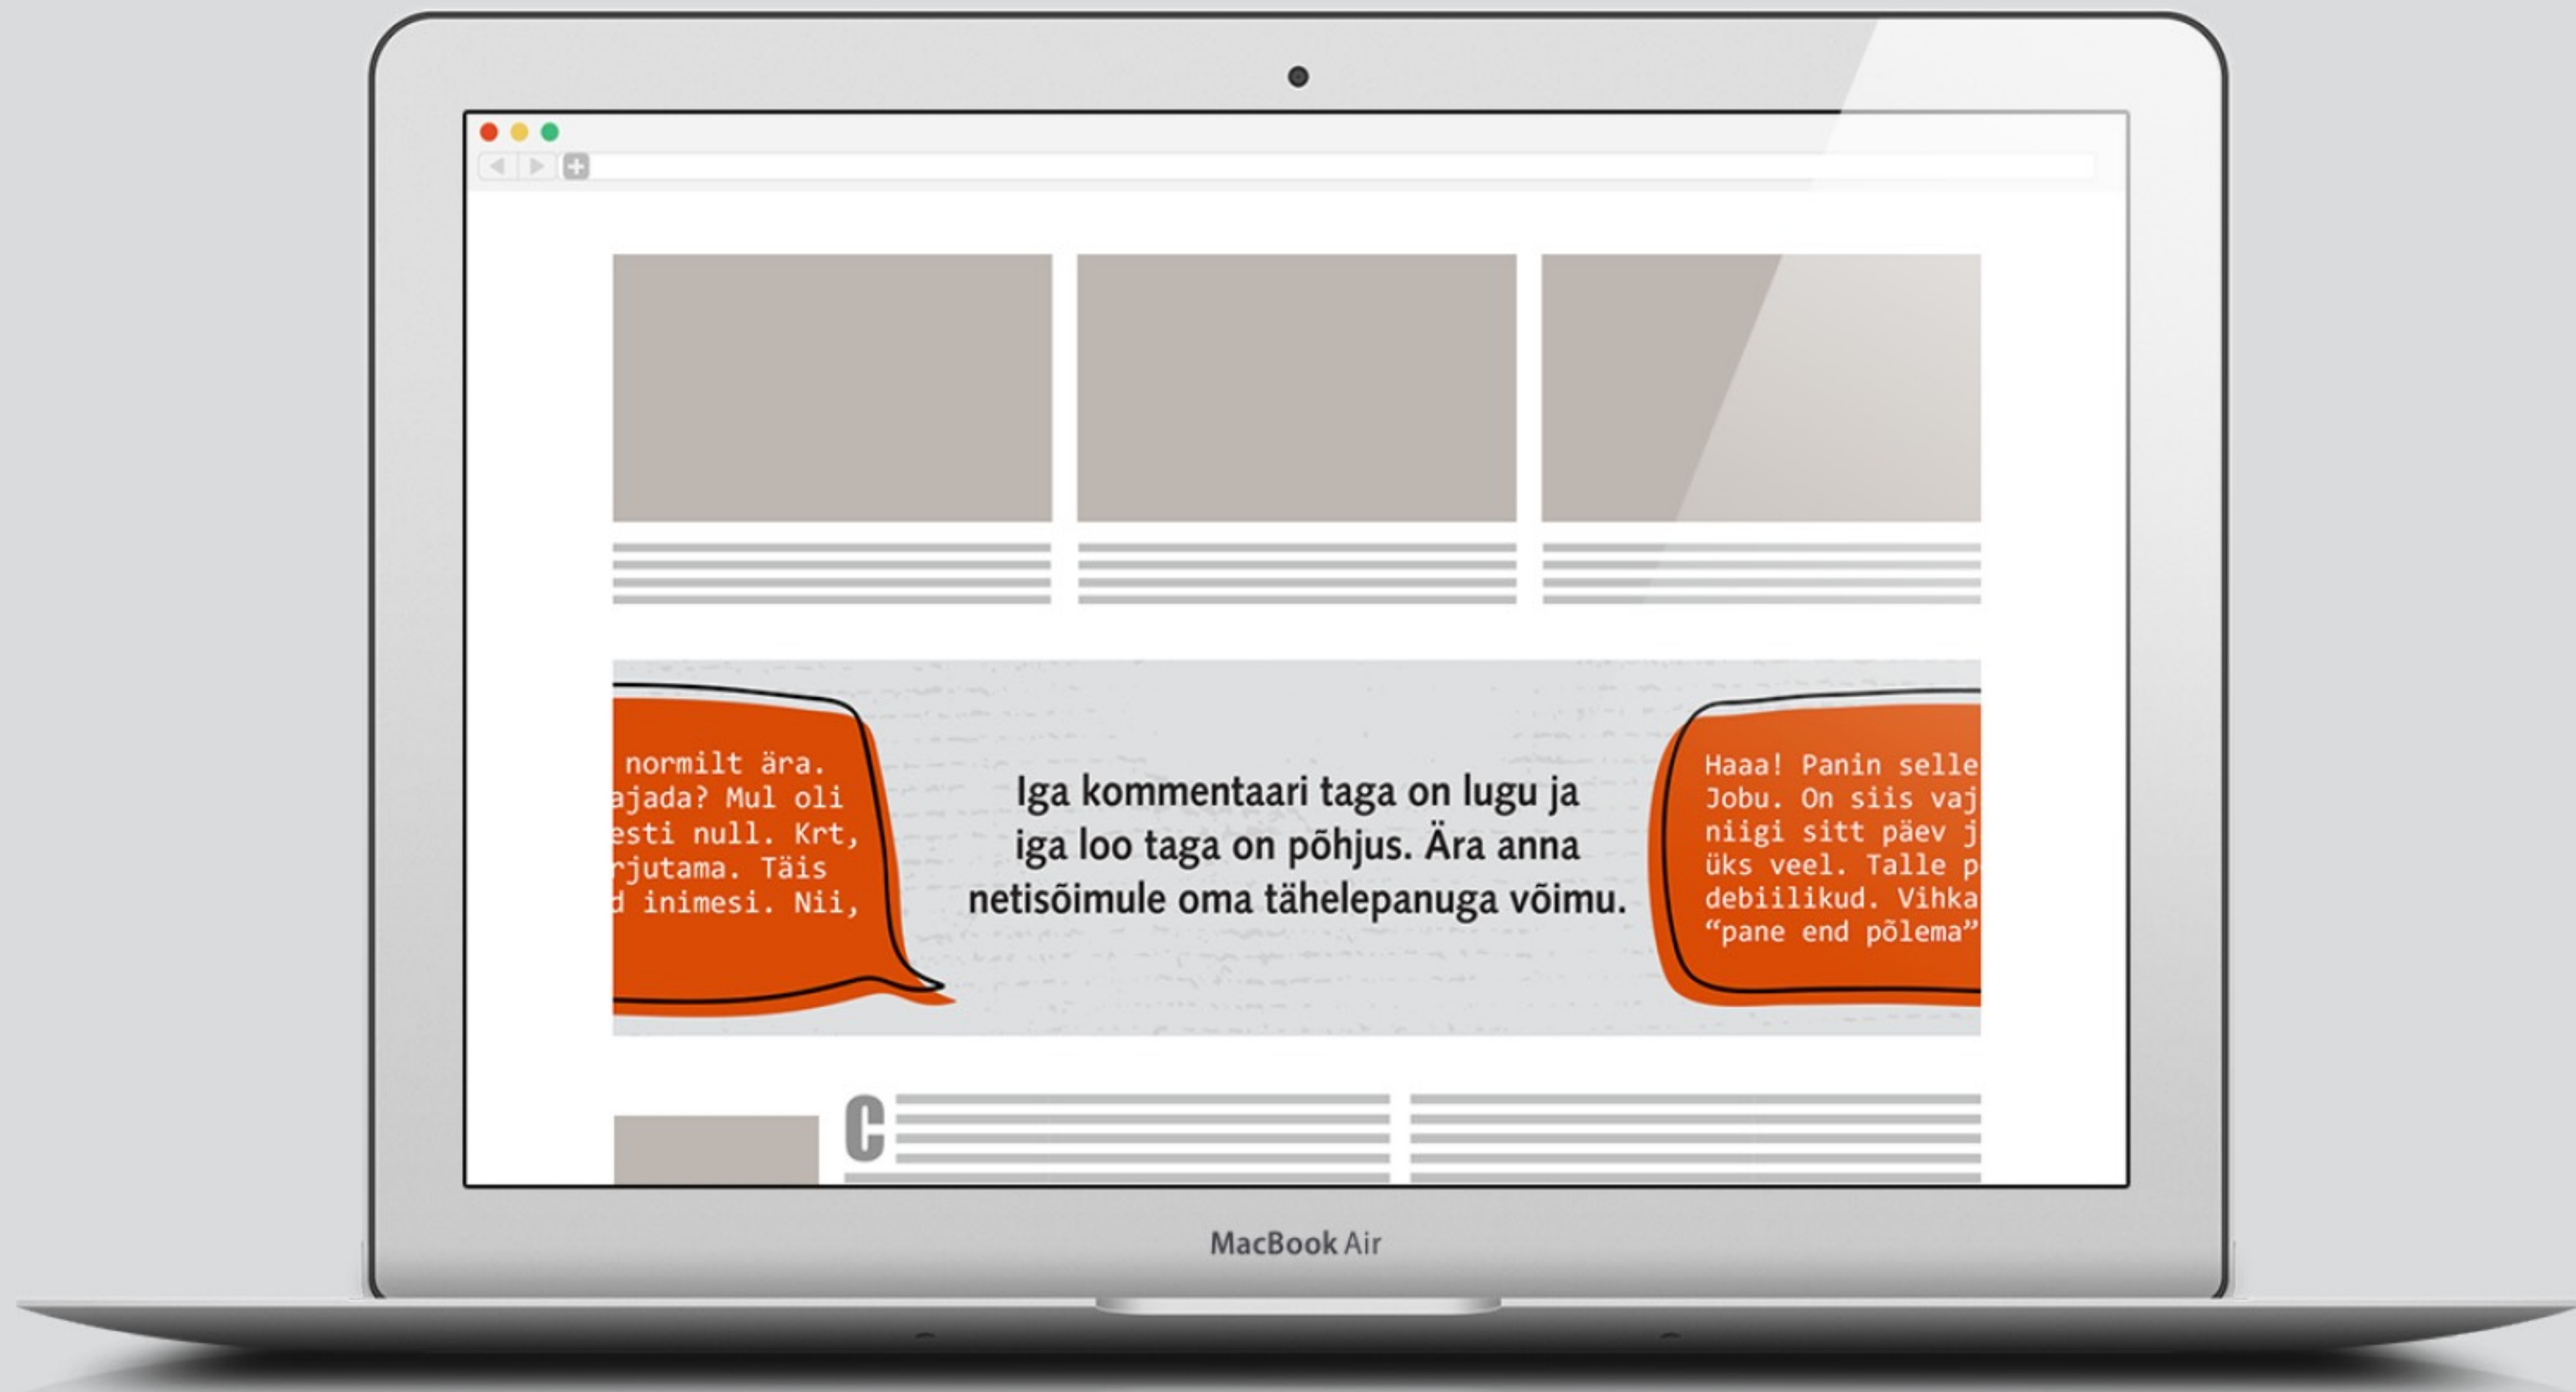 normilt ära.
ajada? Mul oli
esti null. Krt,
rjutama. Täis
d inimesi. Nii,
Iga kommentaari taga on lugu ja
iga loo taga on põhjus. Ära anna
netisõimule oma tähelepanuga võimu.
Haaa! Panin selle
Jobu. On siis vaj
niigi sitt päev j
üks veel. Talle p
debiilikud. Vihka
“pane end põlema”
C
MacBook Air